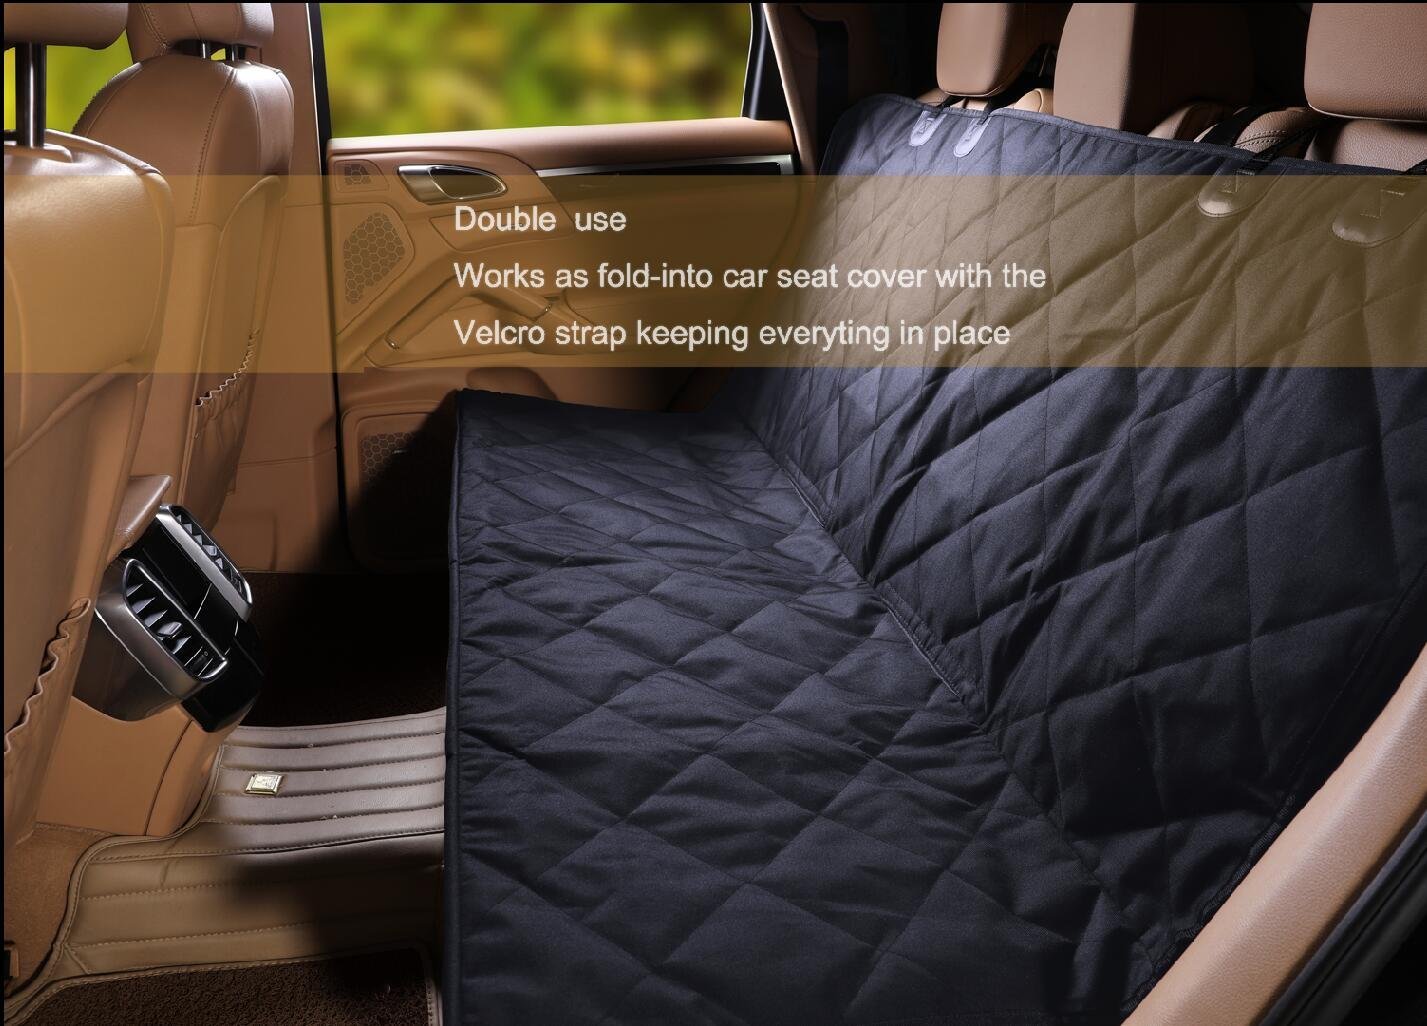 Double use
Works as fold-into car seat cover with the
Velcro strap keeping everyting in place